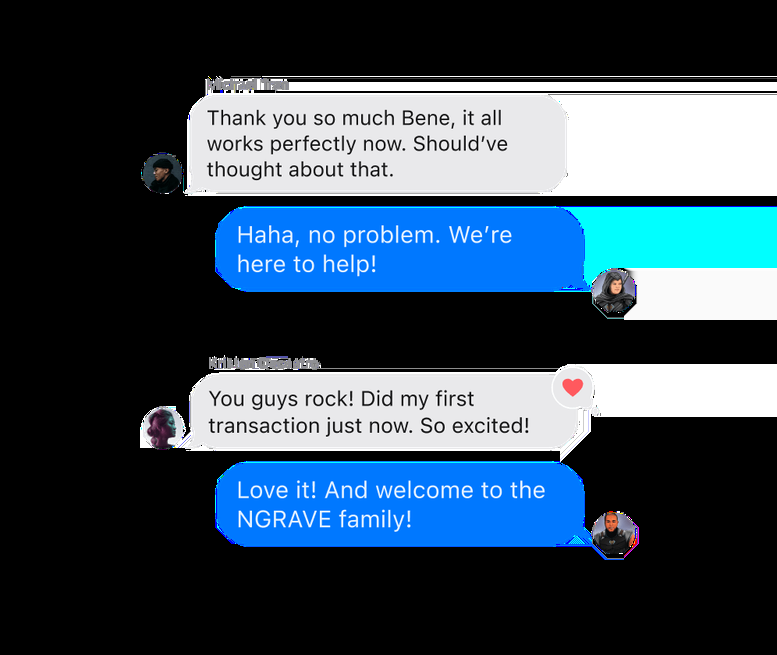 Thank you so much Bene, it all
works perfectly now. Should’ve
thought about that.
Haha, no problem. We’re
here to help!
You guys rock! Did my first
transaction just now. So excited!
Love it! And welcome to the
NGRAVE family!